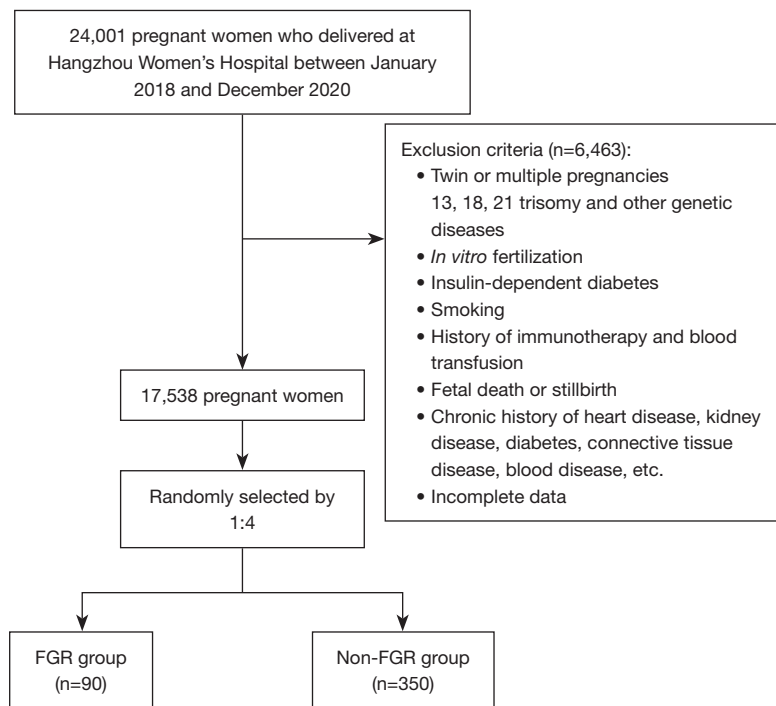 24,001 pregnant women who delivered at
Hangzhou Women’s Hospital between January
2018 and December 2020
Exclusion criteria (n=6,463):
• Twin or multiple pregnancies
13, 18, 21 trisomy and other genetic
diseases
• In vitro fertilization
• Insulin-dependent diabetes
• Smoking
• History of immunotherapy and blood
transfusion
• Fetal death or stillbirth
• Chronic history of heart disease, kidney
disease, diabetes, connective tissue
disease, blood disease, etc.
• Incomplete data
17,538 pregnant women
Randomly selected by
1:4
FGR group
(n=90)
Non-FGR group
(n=350)